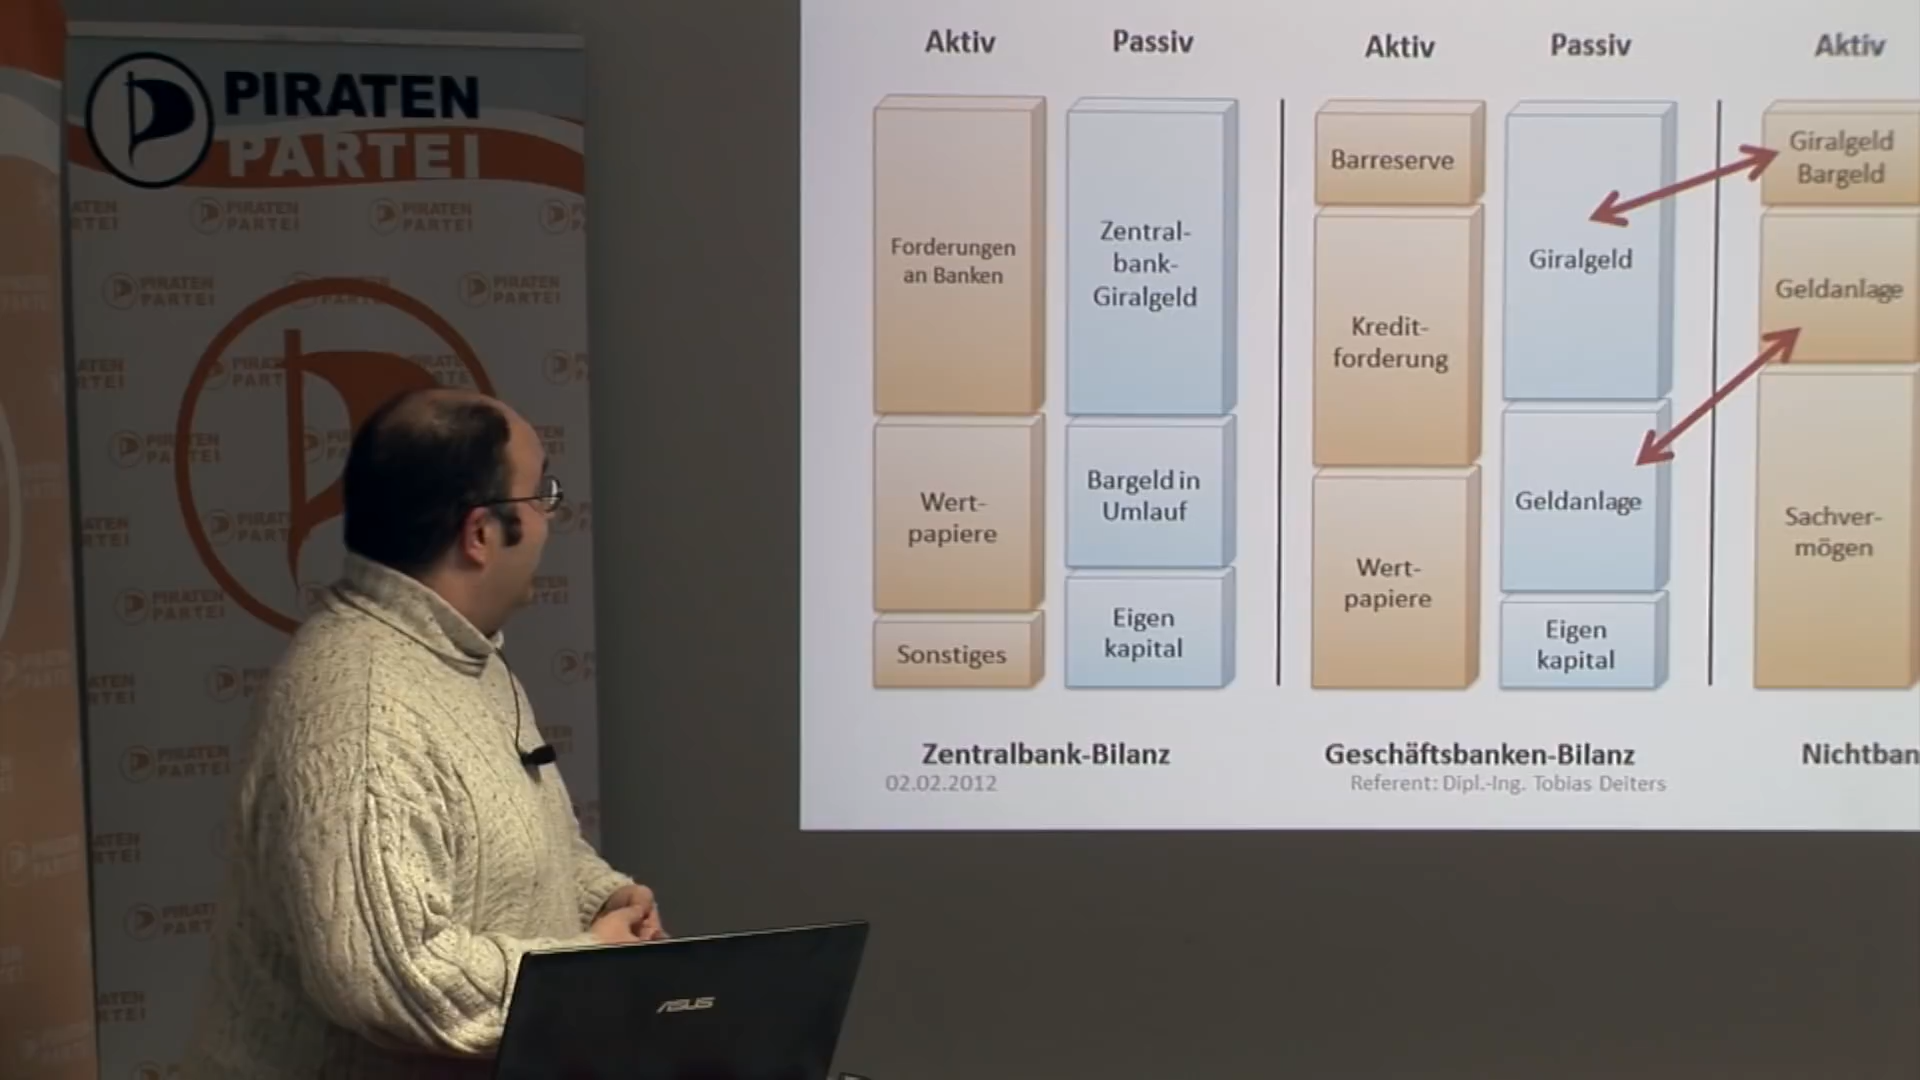 PIRATEN
PARTEI
Aktiv
Passiv
Aktiv
Passiv
Aktiv
Forderungen
an Banken
Wert-
papiere
Sonstiges
Zentral-
bank-
Giralgeld
Bargeld in
Umlauf
Eigen
kapital
Barreserve
Kredit-
forderung
Wert-
papiere
Giralgeld
Geldanlage
Eigen
kapital
Giralgeld
Bargeld
Geldanlage
Sachver-
mögen
Zentralbank-Bilanz
Geschäftsbanken-Bilanz
Nichtban
02.02.2012
Referent: Dipl.-Ing. Tobias Deiters
ASUS